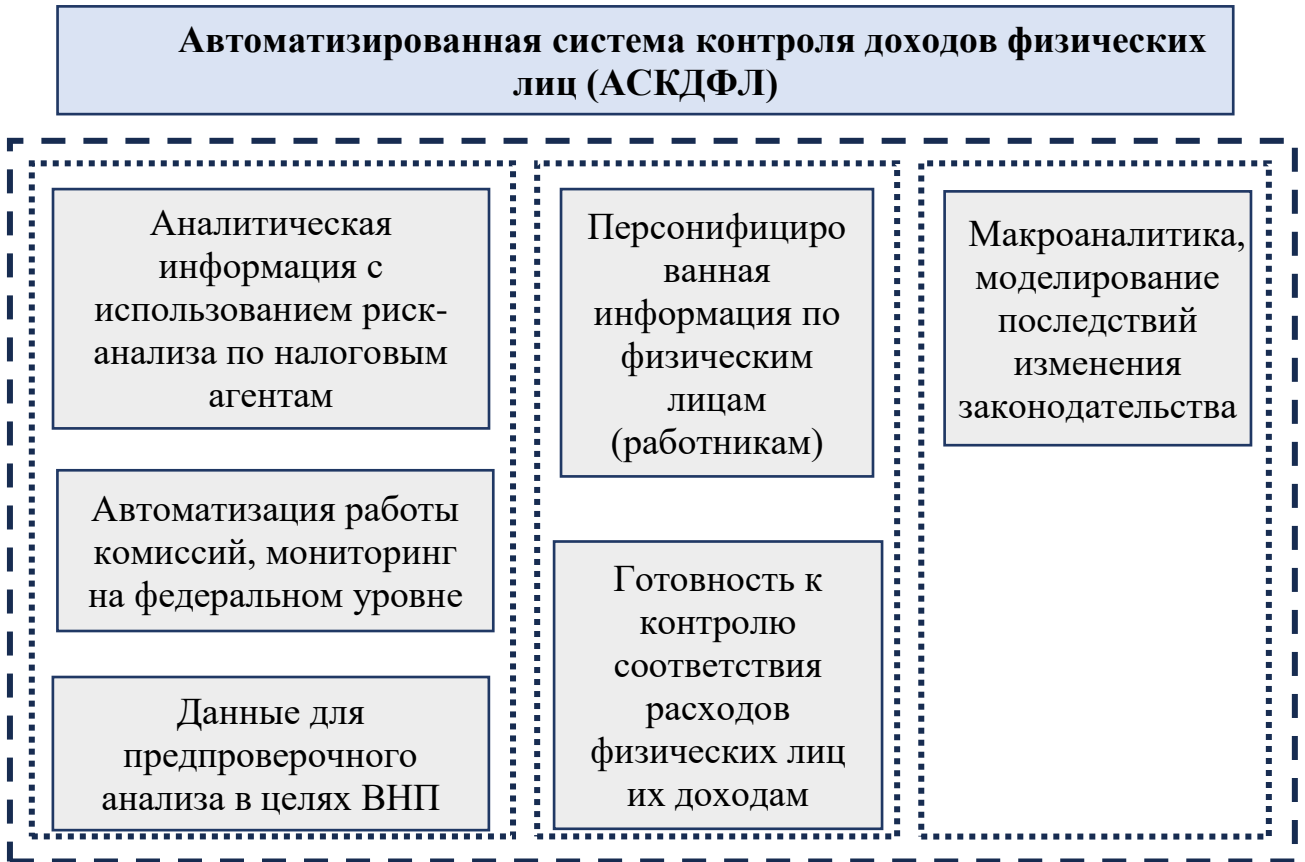 Автоматизированная система контроля доходов физических
лиц (АСКДФЛ)
Аналитическая
информация с
использованием риск-
анализа по налоговым
агентам
Автоматизация работы
комиссий, мониторинг
на федеральном уровне
Данные для
предпроверочного
анализа в целях ВНП
Персонифициро
ванная
информация по
физическим
лицам
(работникам)
Готовность к
контролю
соответствия
расходов
физических лиц
их доходам
Макроаналитика,
моделирование
последствий
изменения
законодательства